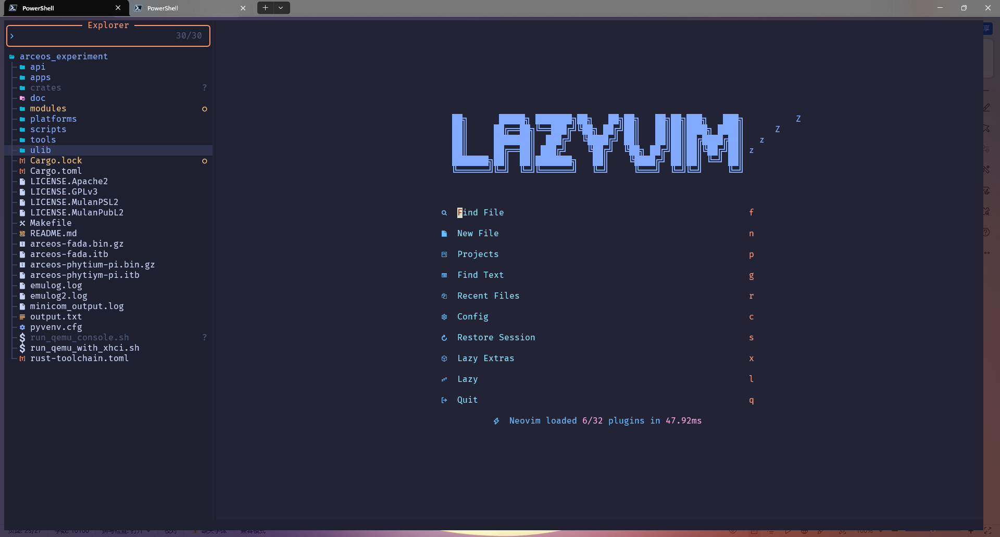 PowerShell
PowerShell
Explorer
30/30
arceos_experiment
api
apps
crates ?
doc
modules
platforms
scripts
tools
ulib
Cargo.lock
Cargo.toml
LICENSE.Apache2
LICENSE.GPLv3
LICENSE.MulanPSL2
LICENSE.MulanPubL2
Makefile
README.md
arceos-fada.bin.gz
arceos-fada.itb
arceos-phytium-pi.bin.gz
arceos-phytiym-pi.itb
emulog.log
emulog2.log
minicom_output.log
output.txt
pyvenv.cfg
run_qemu_console.sh ?
run_qemu_with_xhci.sh
rust-toolchain.toml
LAZYVIM
Z
Z
z
z
Find File f
New File n
Projects p
Find Text g
Recent Files r
Config c
Restore Session s
Lazy Extras x
Lazy l
Quit q
Neovim loaded 6/32 plugins in 47.92ms